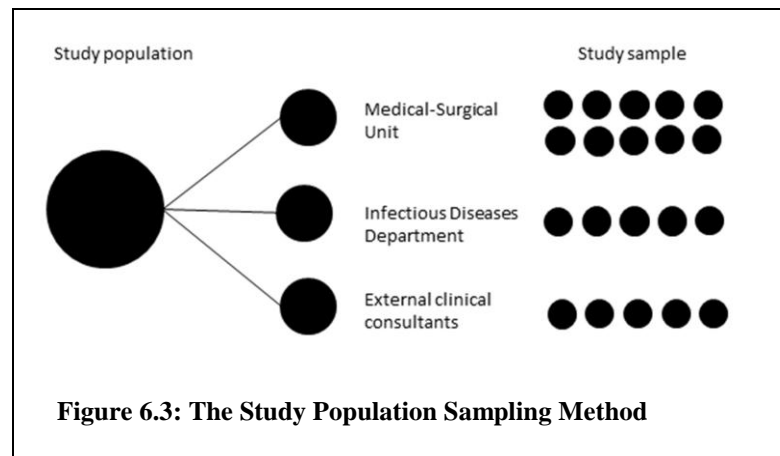 Study population
Study sample
Medical-Surgical
Unit
Infectious Diseases
Department
External clinical
consultants
Figure 6.3: The Study Population Sampling Method